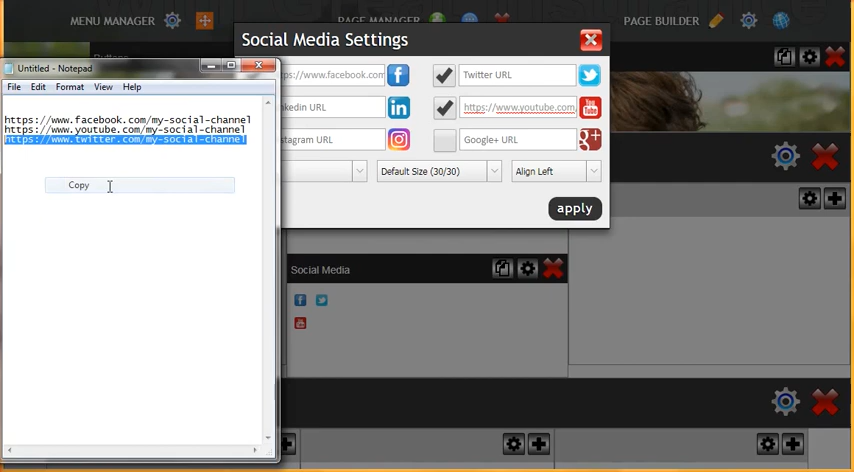 MENU MANAGER
PAGE MANAGER
PAGE BUILDER
Social Media Settings
Untitled - Notepad
File Edit Format View Help
https://www.facebook.com/my-social-channel
https://www.youtube.com/my-social-channel
https://www.twitter.com/my-social-channel
Copy
ps://www.facebook.com
Twitter URL
kedin URL
https://www.youtube.com.
stagram URL
Google+ URL
Default Size (30/30)
Align Left
apply
Social Media